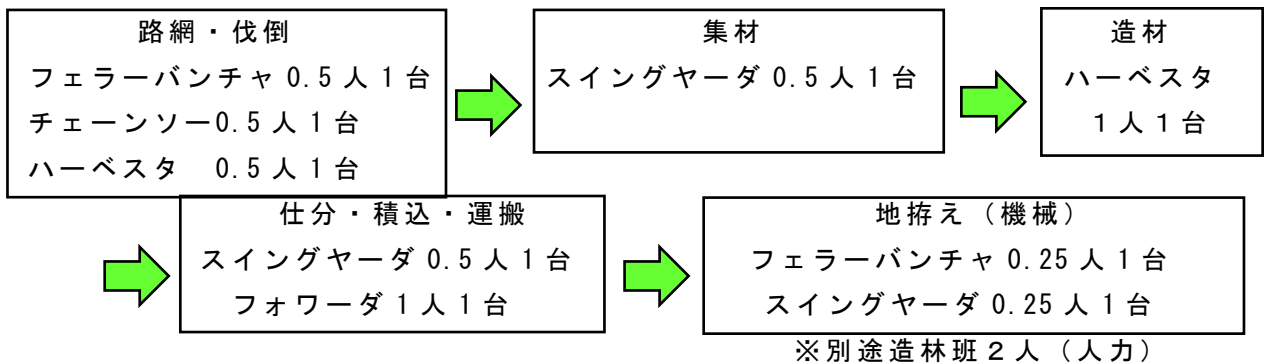 路網・伐倒
フェラーバンチャ 0.5 人 1 台
チェーンソー0.5 人 1 台
ハーベスタ 0.5 人 1 台
集材
スイングヤーダ 0.5 人 1 台
造材
ハーベスタ
１人１台
仕分・積込・運搬
スイングヤーダ 0.5 人 1 台
フォワーダ 1 人 1 台
地拵え（機械）
フェラーバンチャ 0.25 人 1 台
スイングヤーダ 0.25 人 1 台
※別途造林班２人（人力）